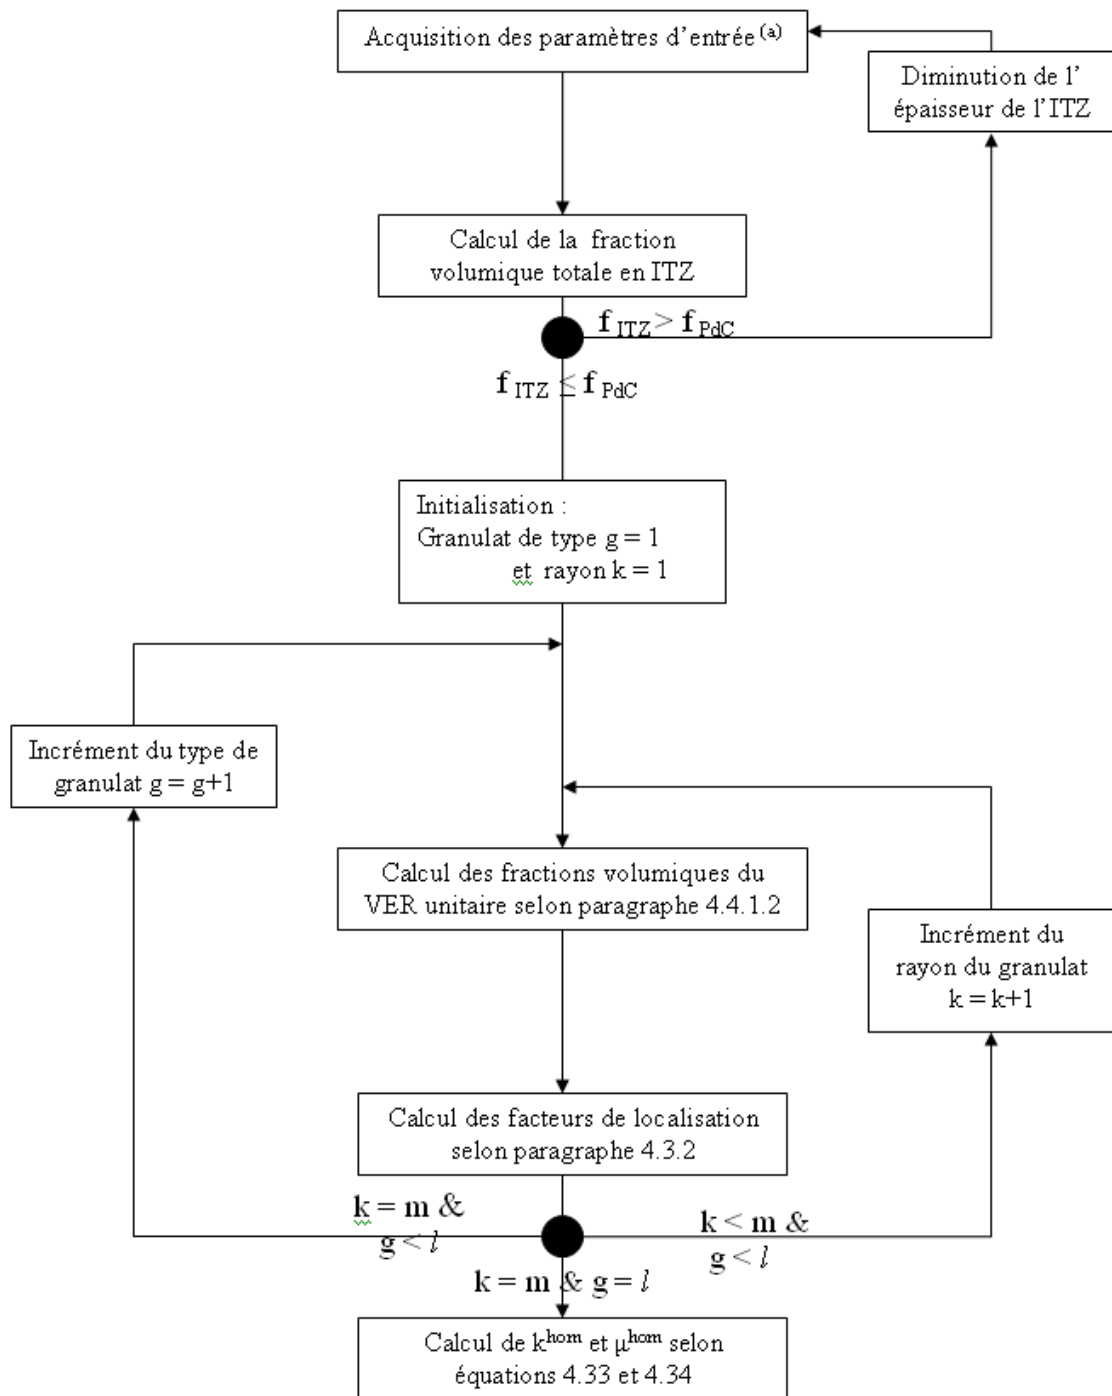 Acquisition des paramètres d'entrée (a)
Diminution de l'
épaisseur de l'ITZ
Calcul de la fraction
volumique totale en ITZ
f ITZ > f PdC
f ITZ ≤ f PdC
Initialisation :
Granulat de type g = 1
et rayon k = 1
Incrément du type de
granulat g = g+1
Calcul des fractions volumiques du
VER unitaire selon paragraphe 4.4.1.2
Incrément du
rayon du granulat
k = k+1
Calcul des facteurs de localisation
selon paragraphe 4.3.2
k = m &
g < l
k < m &
g < l
k = m & g = l
Calcul de k^hom et μ^hom selon
équations 4.33 et 4.34